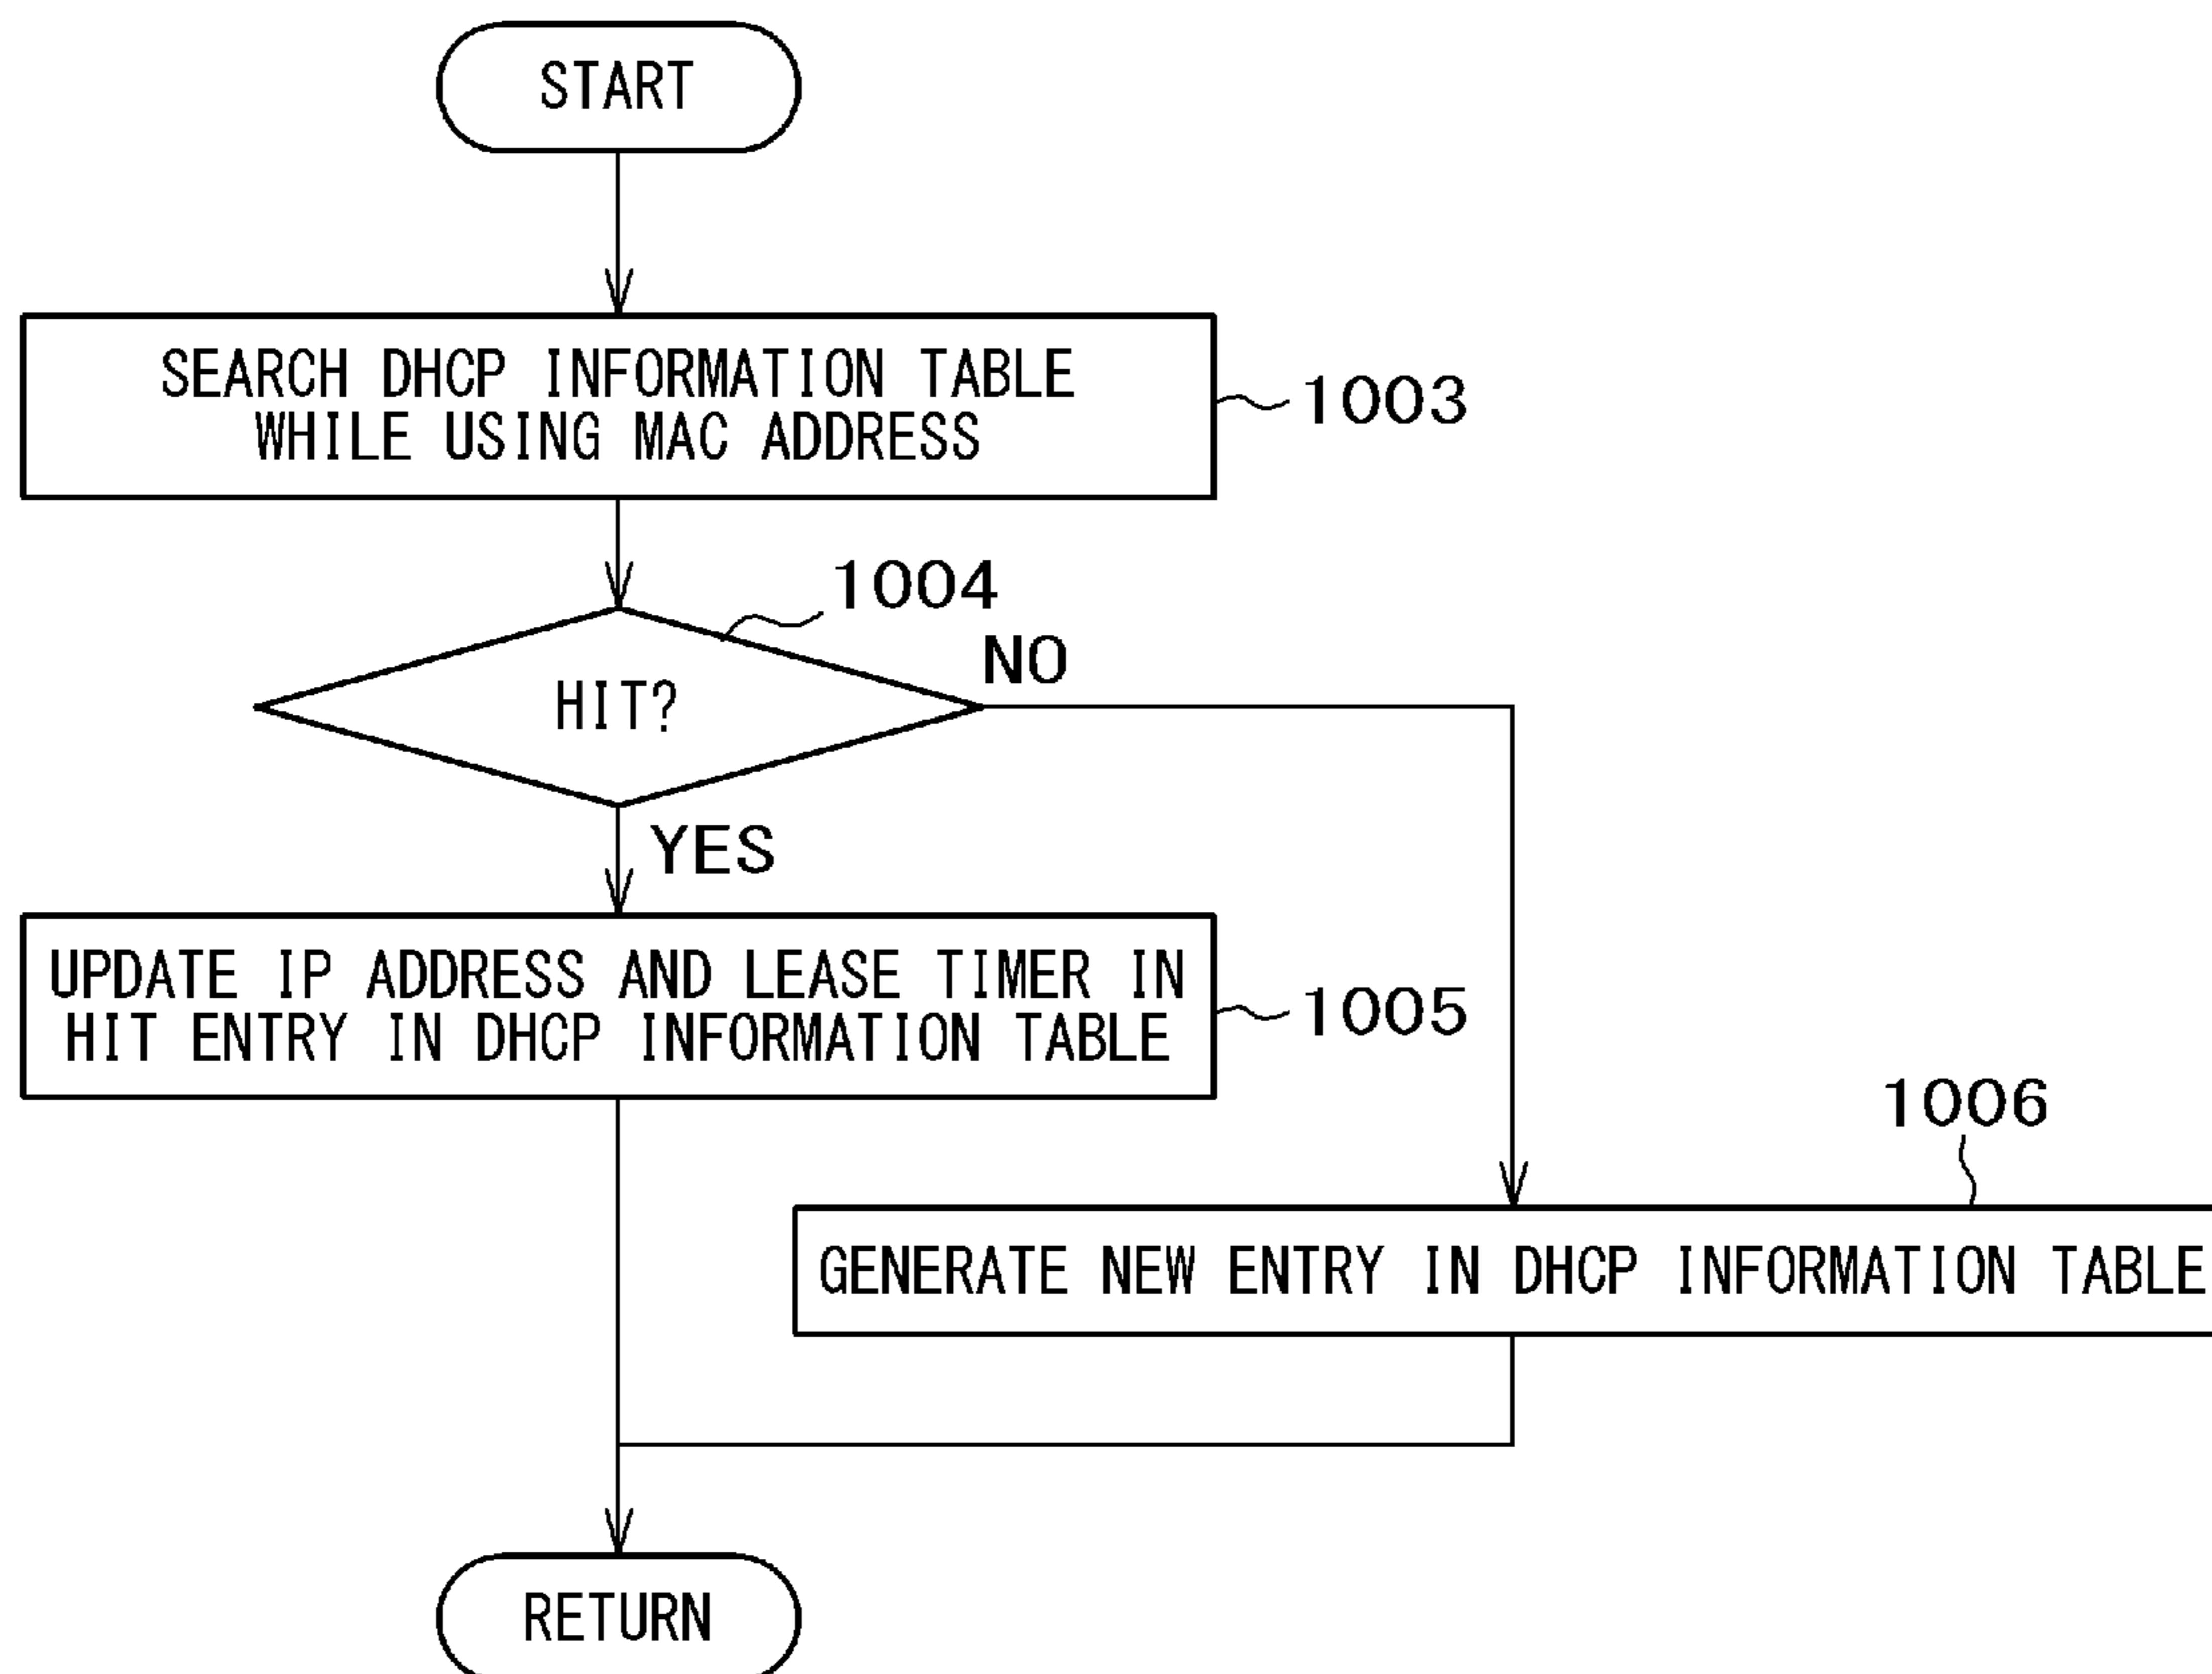 START
SEARCH DHCP INFORMATION TABLE
WHILE USING MAC ADDRESS
1003
1004
NO
HIT?
YES
UPDATE IP ADDRESS AND LEASE TIMER IN
HIT ENTRY IN DHCP INFORMATION TABLE
1005
1006
GENERATE NEW ENTRY IN DHCP INFORMATION TABLE
RETURN